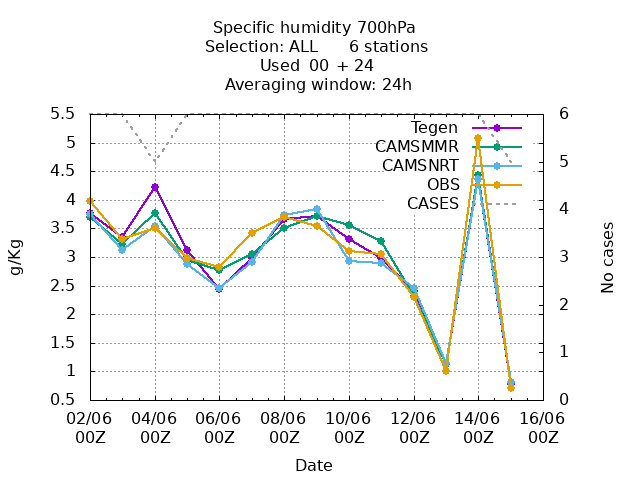 Specific humidity 700hPa
Selection: ALL      6 stations
Used  00  + 24
Averaging window: 24h
Tegen
CAMSMMR
CAMSNRT
OBS
CASES
5.5
5
4.5
4
3.5
3
2.5
2
1.5
1
0.5
g/Kg
6
5
4
3
2
1
0
No cases
02/06 04/06 06/06 08/06 10/06 12/06 14/06 16/06
00Z 00Z 00Z 00Z 00Z 00Z 00Z 00Z
Date